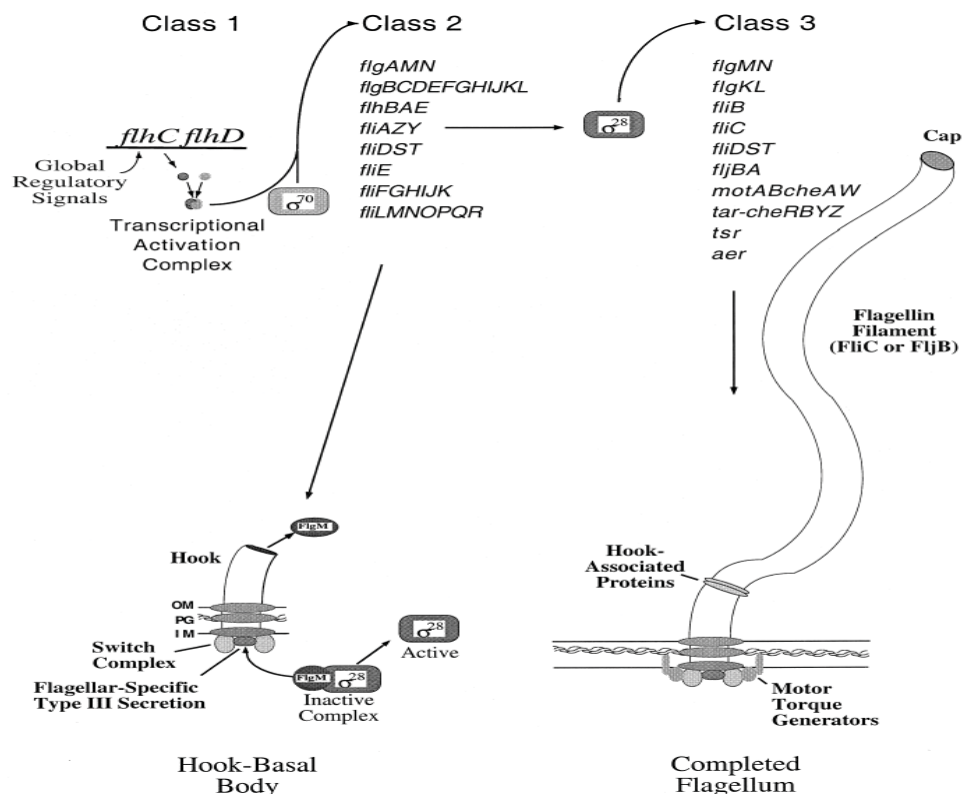 Class 1
Class 2
Class 3
flhC flhD
Global
Regulatory
Signals
Transcriptional
Activation
Complex
σ70
flgAMN
flgBCDEFGHIJKL
flhBAE
fliAZY
fliDST
fliE
fliFGHIJK
fliLMNOPQR
σ28
flgMN
flgKL
fliB
fliC
fliDST
fljBA
motABcheAW
tar-cheRBYZ
tsr
aer
Cap
Flagellin
Filament
(FliC or FljB)
FlgM
Hook
OM
PG
IM
Switch
Complex
Flagellar-Specific
Type III Secretion
FlgM
σ28
Inactive
Complex
σ28
Active
Hook-
Associated
Proteins
Motor
Torque
Generators
Hook-Basal
Body
Completed
Flagellum